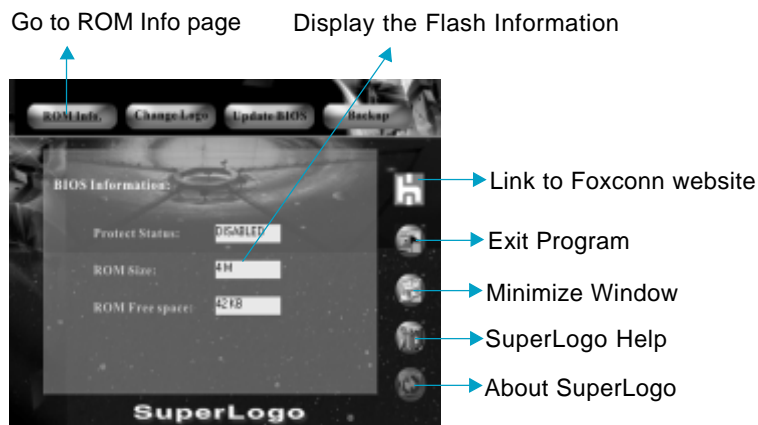 Go to ROM Info page
Display the Flash Information
ROM Info.
Change Logo
Update BIOS
Backup
BIOS Information:
Protect Status:
DISABLED
ROM Size:
4M
ROM Free space:
42KB
Link to Foxconn website
Exit Program
Minimize Window
SuperLogo Help
About SuperLogo
SuperLogo